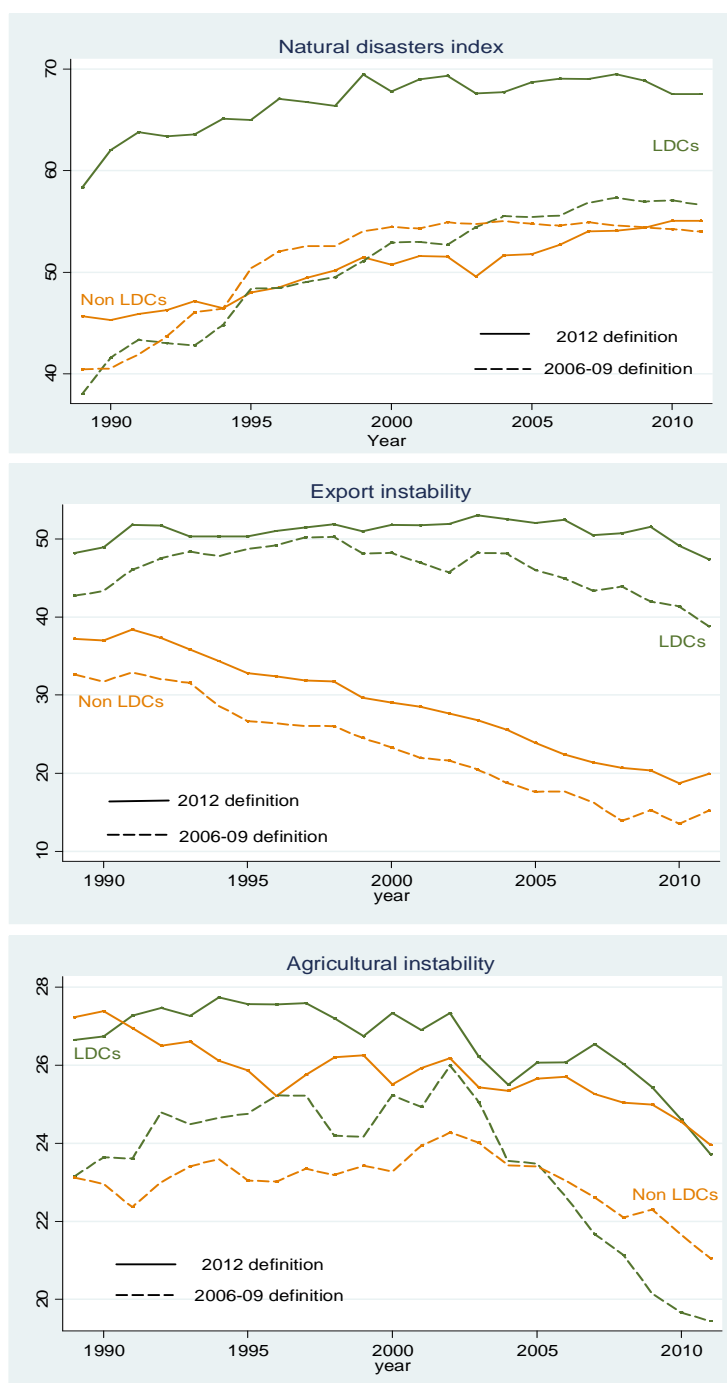 Natural disasters index
70
60
50
40
LDCs
Non LDCs
2012 definition
2006-09 definition
1990 1995 2000 2005 2010
Year
Export instability
50
40
30
20
10
LDCs
Non LDCs
2012 definition
2006-09 definition
1990 1995 2000 2005 2010
year
Agricultural instability
28
26
24
22
20
LDCs
Non LDCs
2012 definition
2006-09 definition
1990 1995 2000 2005 2010
year